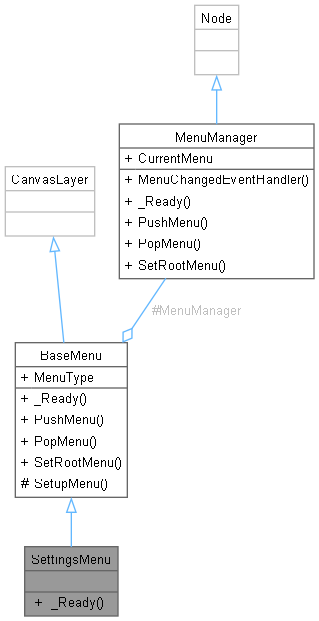 Node
MenuManager
+ CurrentMenu
+ MenuChangedEventHandler()
+ _Ready()
+ PushMenu()
+ PopMenu()
+ SetRootMenu()
CanvasLayer
#MenuManager
BaseMenu
+ MenuType
+ _Ready()
+ PushMenu()
+ PopMenu()
+ SetRootMenu()
# SetupMenu()
SettingsMenu
+ _Ready()